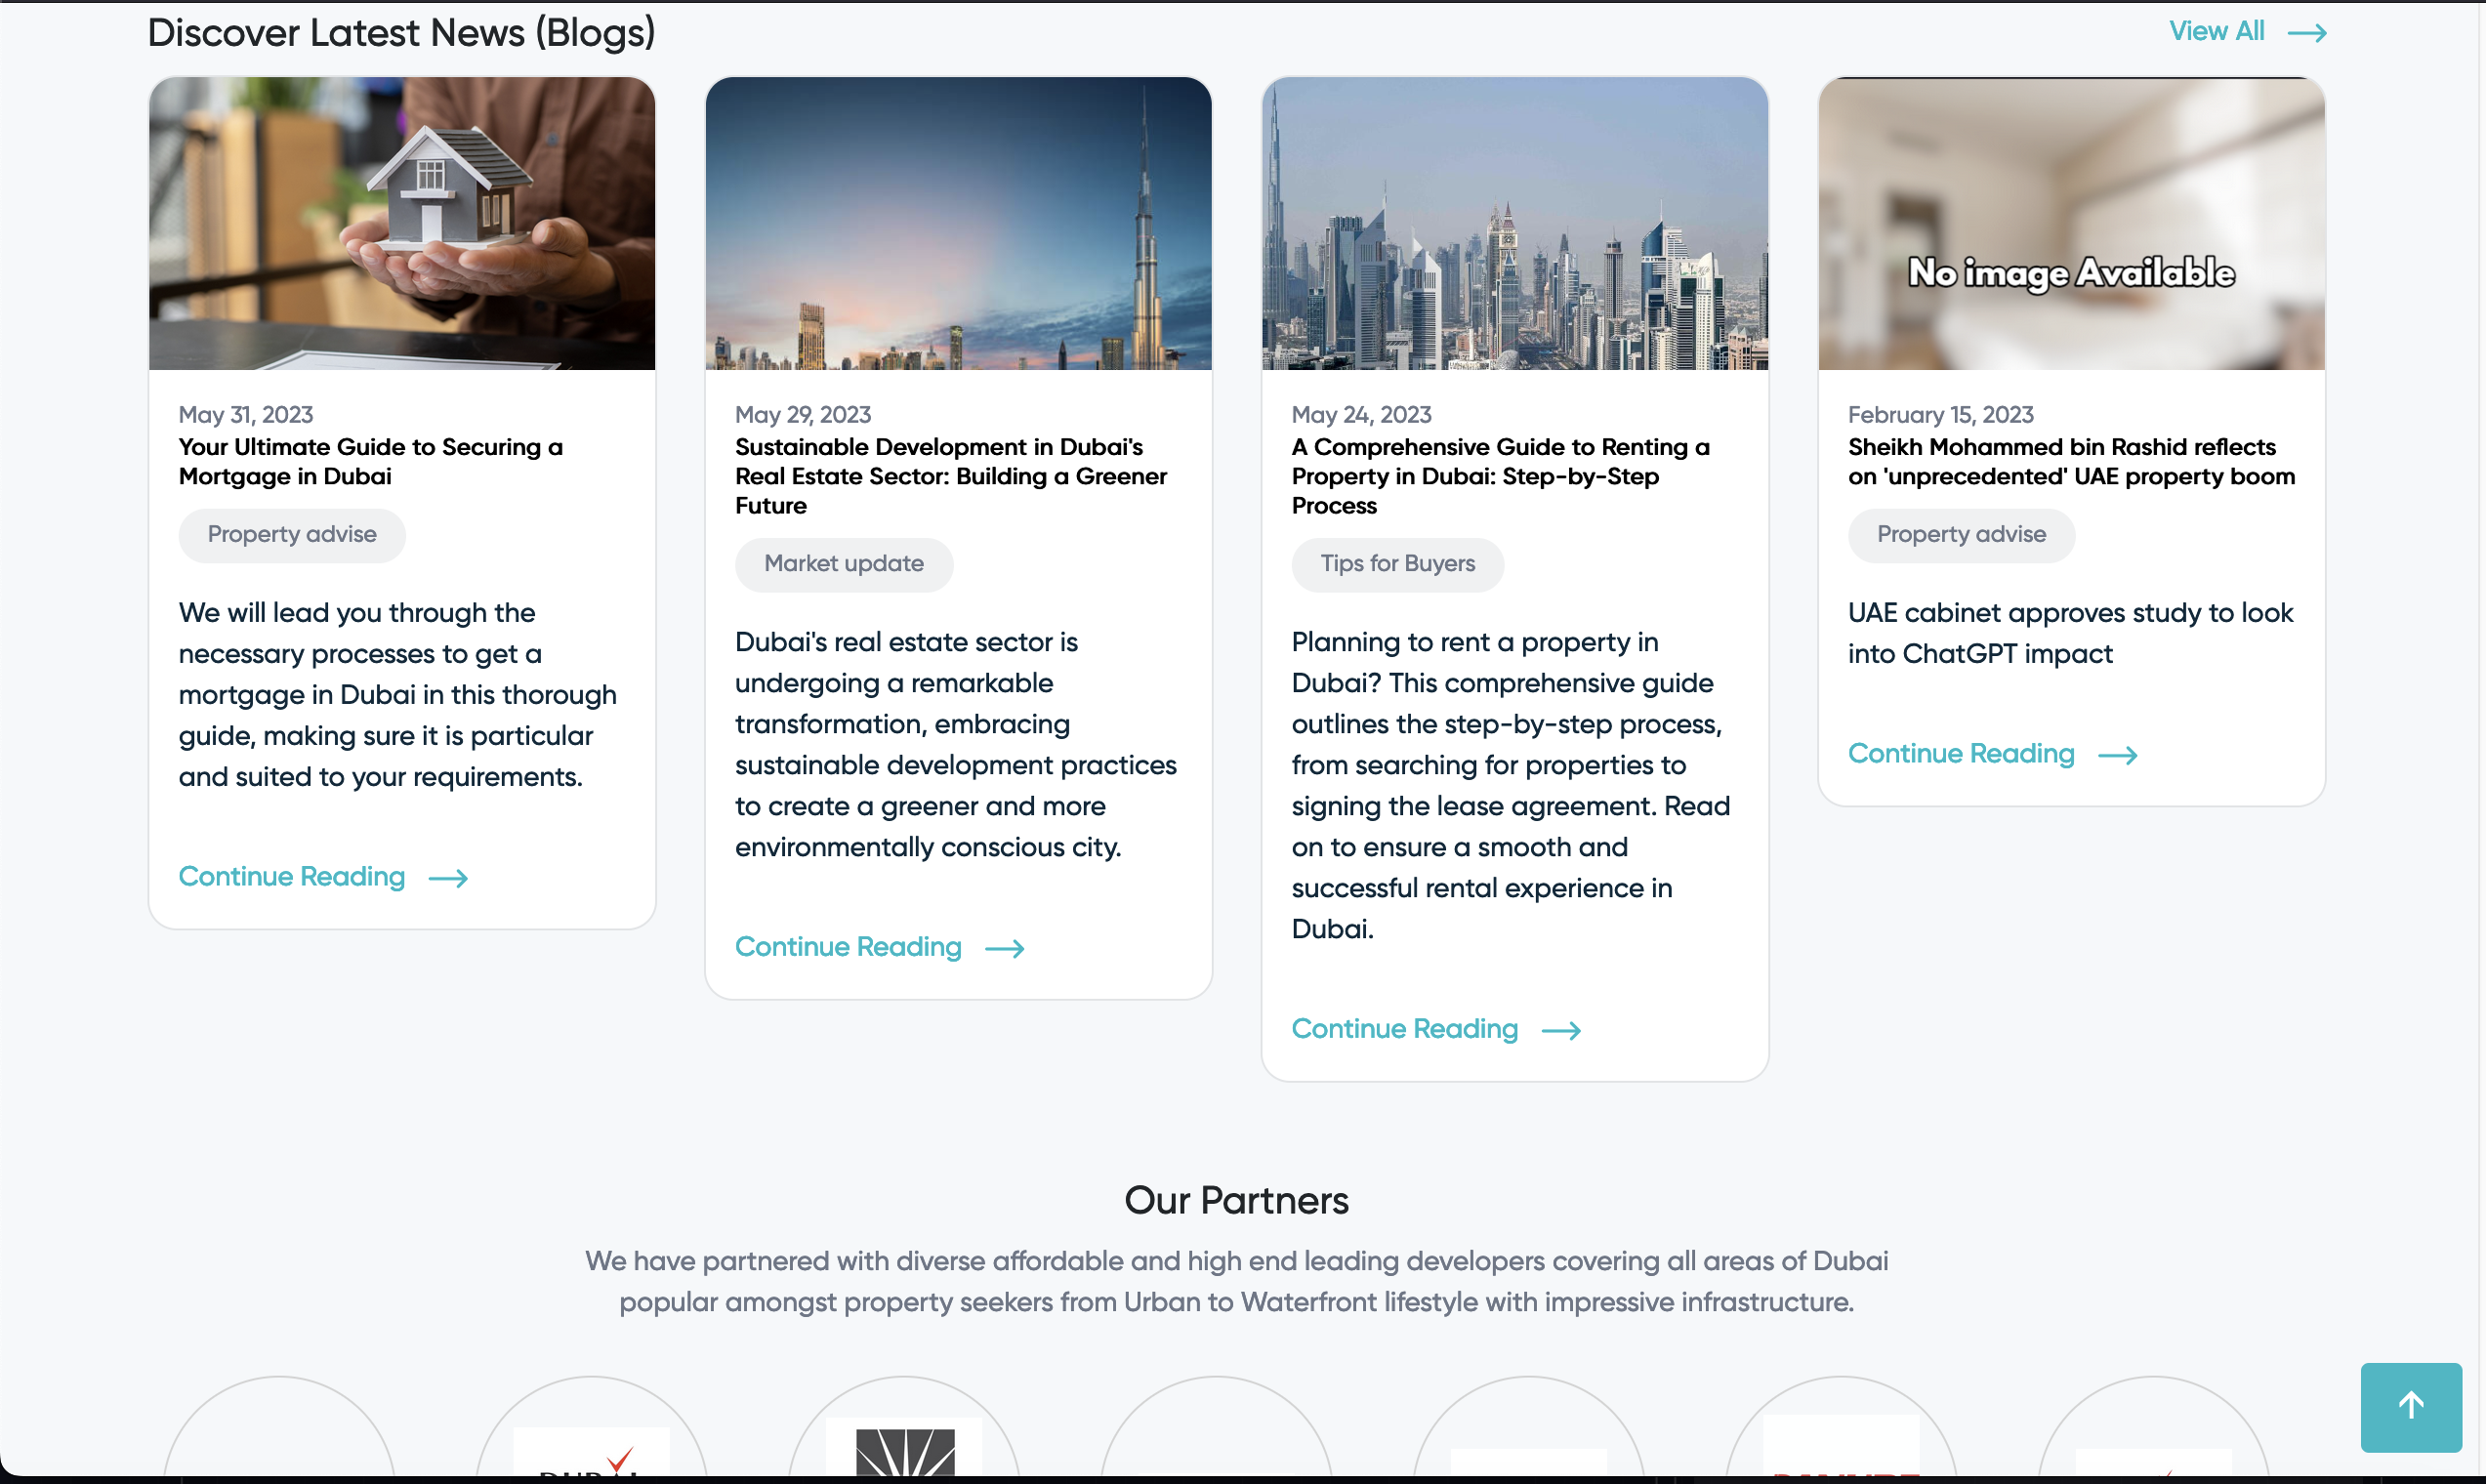 Discover Latest News (Blogs)
View All
May 31, 2023
Your Ultimate Guide to Securing a
Mortgage in Dubai
Property advise
We will lead you through the
necessary processes to get a
mortgage in Dubai in this thorough
guide, making sure it is particular
and suited to your requirements.
Continue Reading
May 29, 2023
Sustainable Development in Dubai's
Real Estate Sector: Building a Greener
Future
Market update
Dubai's real estate sector is
undergoing a remarkable
transformation, embracing
sustainable development practices
to create a greener and more
environmentally conscious city.
Continue Reading
May 24, 2023
A Comprehensive Guide to Renting a
Property in Dubai: Step-by-Step
Process
Tips for Buyers
Planning to rent a property in
Dubai? This comprehensive guide
outlines the step-by-step process,
from searching for properties to
signing the lease agreement. Read
on to ensure a smooth and
successful rental experience in
Dubai.
Continue Reading
No image Available
February 15, 2023
Sheikh Mohammed bin Rashid reflects
on 'unprecedented' UAE property boom
Property advise
UAE cabinet approves study to look
into ChatGPT impact
Continue Reading
Our Partners
We have partnered with diverse affordable and high end leading developers covering all areas of Dubai
popular amongst property seekers from Urban to Waterfront lifestyle with impressive infrastructure.